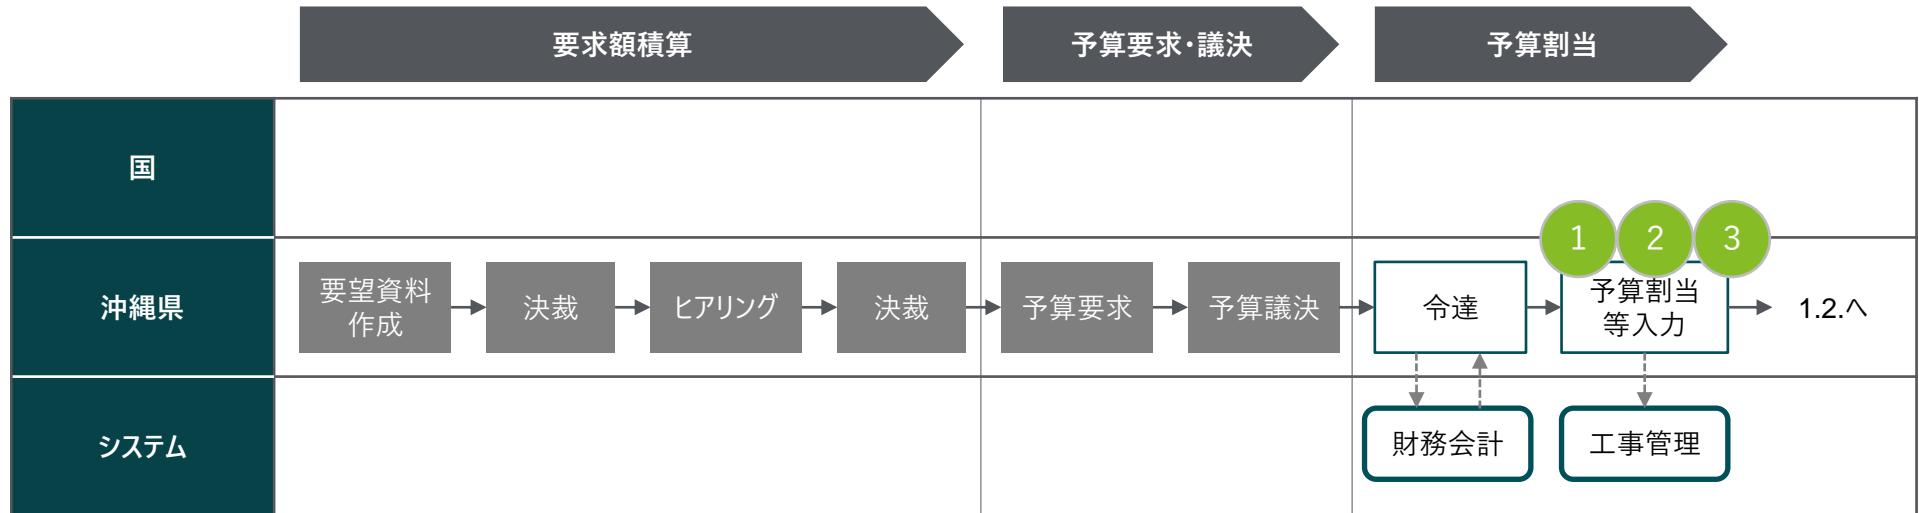 要求額積算
予算要求・議決
予算割当
国
1
2
3
沖縄県
要望資料
作成
決裁
ヒアリング
決裁
予算要求
予算議決
令達
予算割当
等入力
1.2.へ
システム
財務会計
工事管理